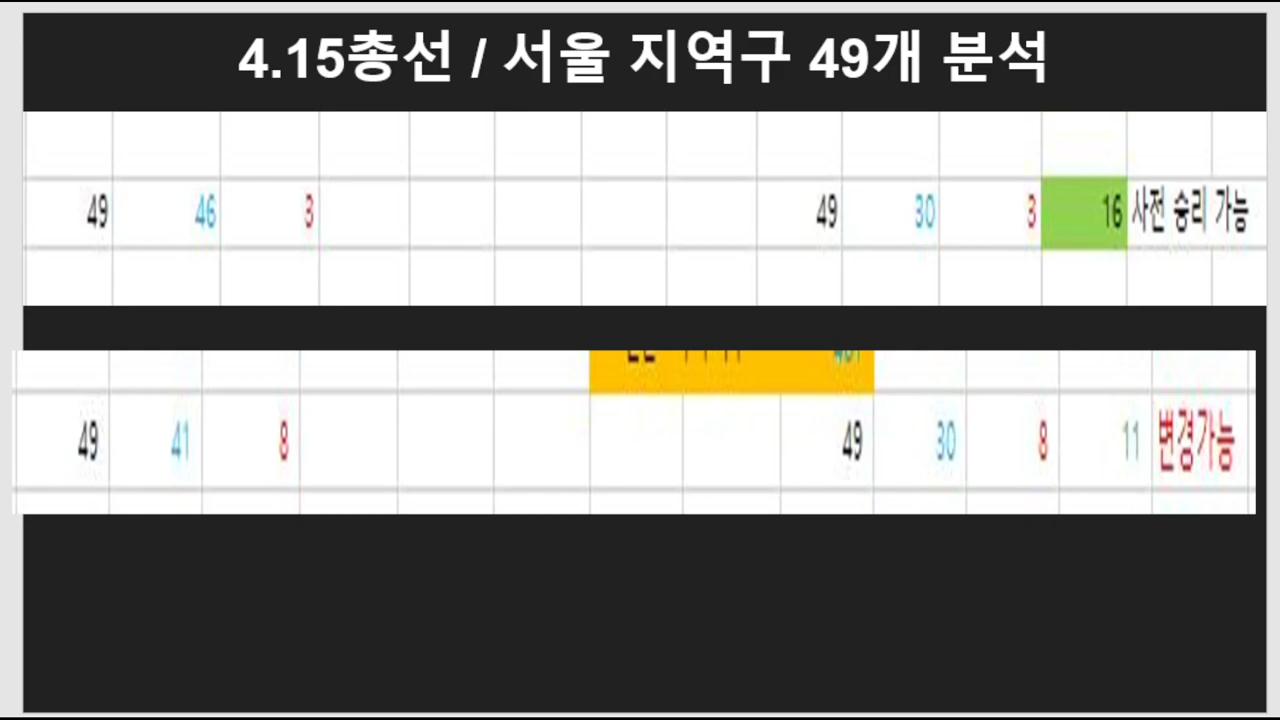 4.15총선 / 서울 지역구 49개 분석
49 46 3 49 30 3 16 사전 승리 가능
49 41 8 49 30 8 11 변경가능